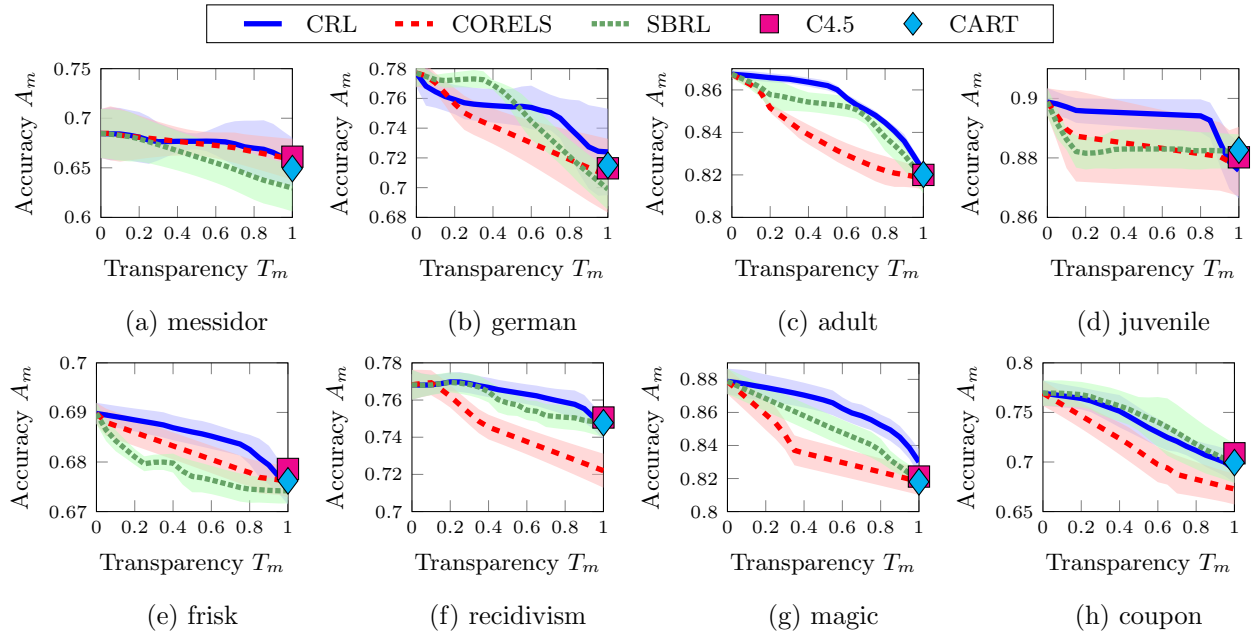 CRL CORELS SBRL C4.5 CART
Accuracy A_m
0.75
0.7
0.65
0.6
0 0.2 0.4 0.6 0.8 1
Transparency T_m
(a) messidor
Accuracy A_m
0.78
0.76
0.74
0.72
0.7
0.68
0 0.2 0.4 0.6 0.8 1
Transparency T_m
(b) german
Accuracy A_m
0.86
0.84
0.82
0.8
0 0.2 0.4 0.6 0.8 1
Transparency T_m
(c) adult
Accuracy A_m
0.9
0.88
0.86
0 0.2 0.4 0.6 0.8 1
Transparency T_m
(d) juvenile
Accuracy A_m
0.7
0.69
0.68
0.67
0 0.2 0.4 0.6 0.8 1
Transparency T_m
(e) frisk
Accuracy A_m
0.78
0.76
0.74
0.72
0.7
0 0.2 0.4 0.6 0.8 1
Transparency T_m
(f) recidivism
Accuracy A_m
0.88
0.86
0.84
0.82
0.8
0 0.2 0.4 0.6 0.8 1
Transparency T_m
(g) magic
Accuracy A_m
0.8
0.75
0.7
0.65
0 0.2 0.4 0.6 0.8 1
Transparency T_m
(h) coupon